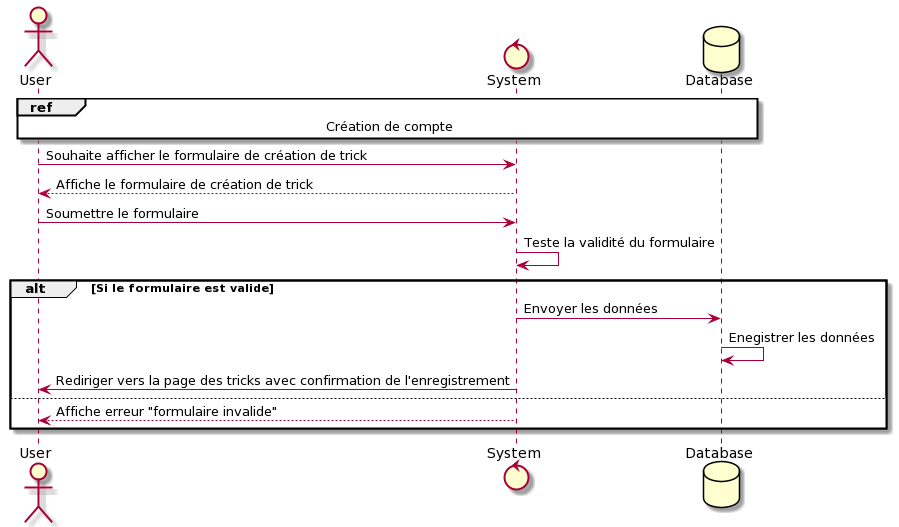 User
System
Database
ref
Création de compte
Souhaite afficher le formulaire de création de trick
Affiche le formulaire de création de trick
Soumettre le formulaire
Teste la validité du formulaire
alt [Si le formulaire est valide]
Envoyer les données
Enegistrer les données
Rediriger vers la page des tricks avec confirmation de l'enregistrement
Affiche erreur "formulaire invalide"
User
System
Database